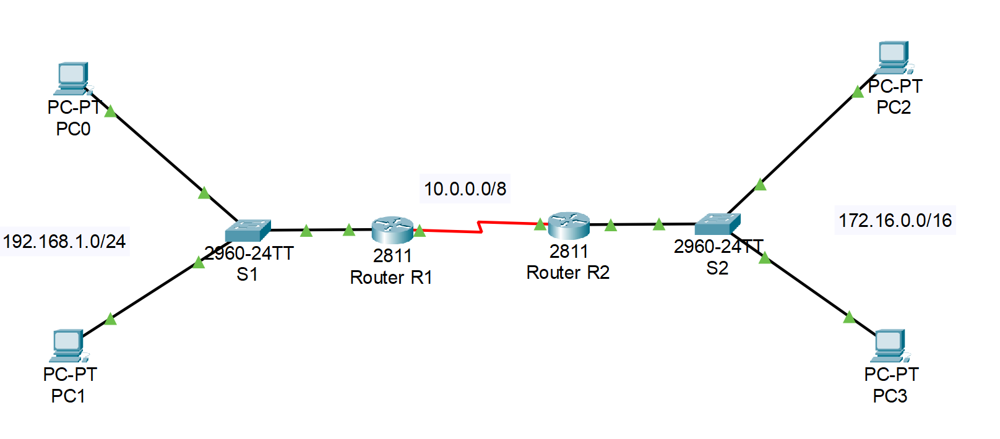 PC-PT
PC0
PC-PT
PC2
10.0.0.0/8
192.168.1.0/24
172.16.0.0/16
2960-24TT
S1
2811
Router R1
2811
Router R2
2960-24TT
S2
PC-PT
PC1
PC-PT
PC3